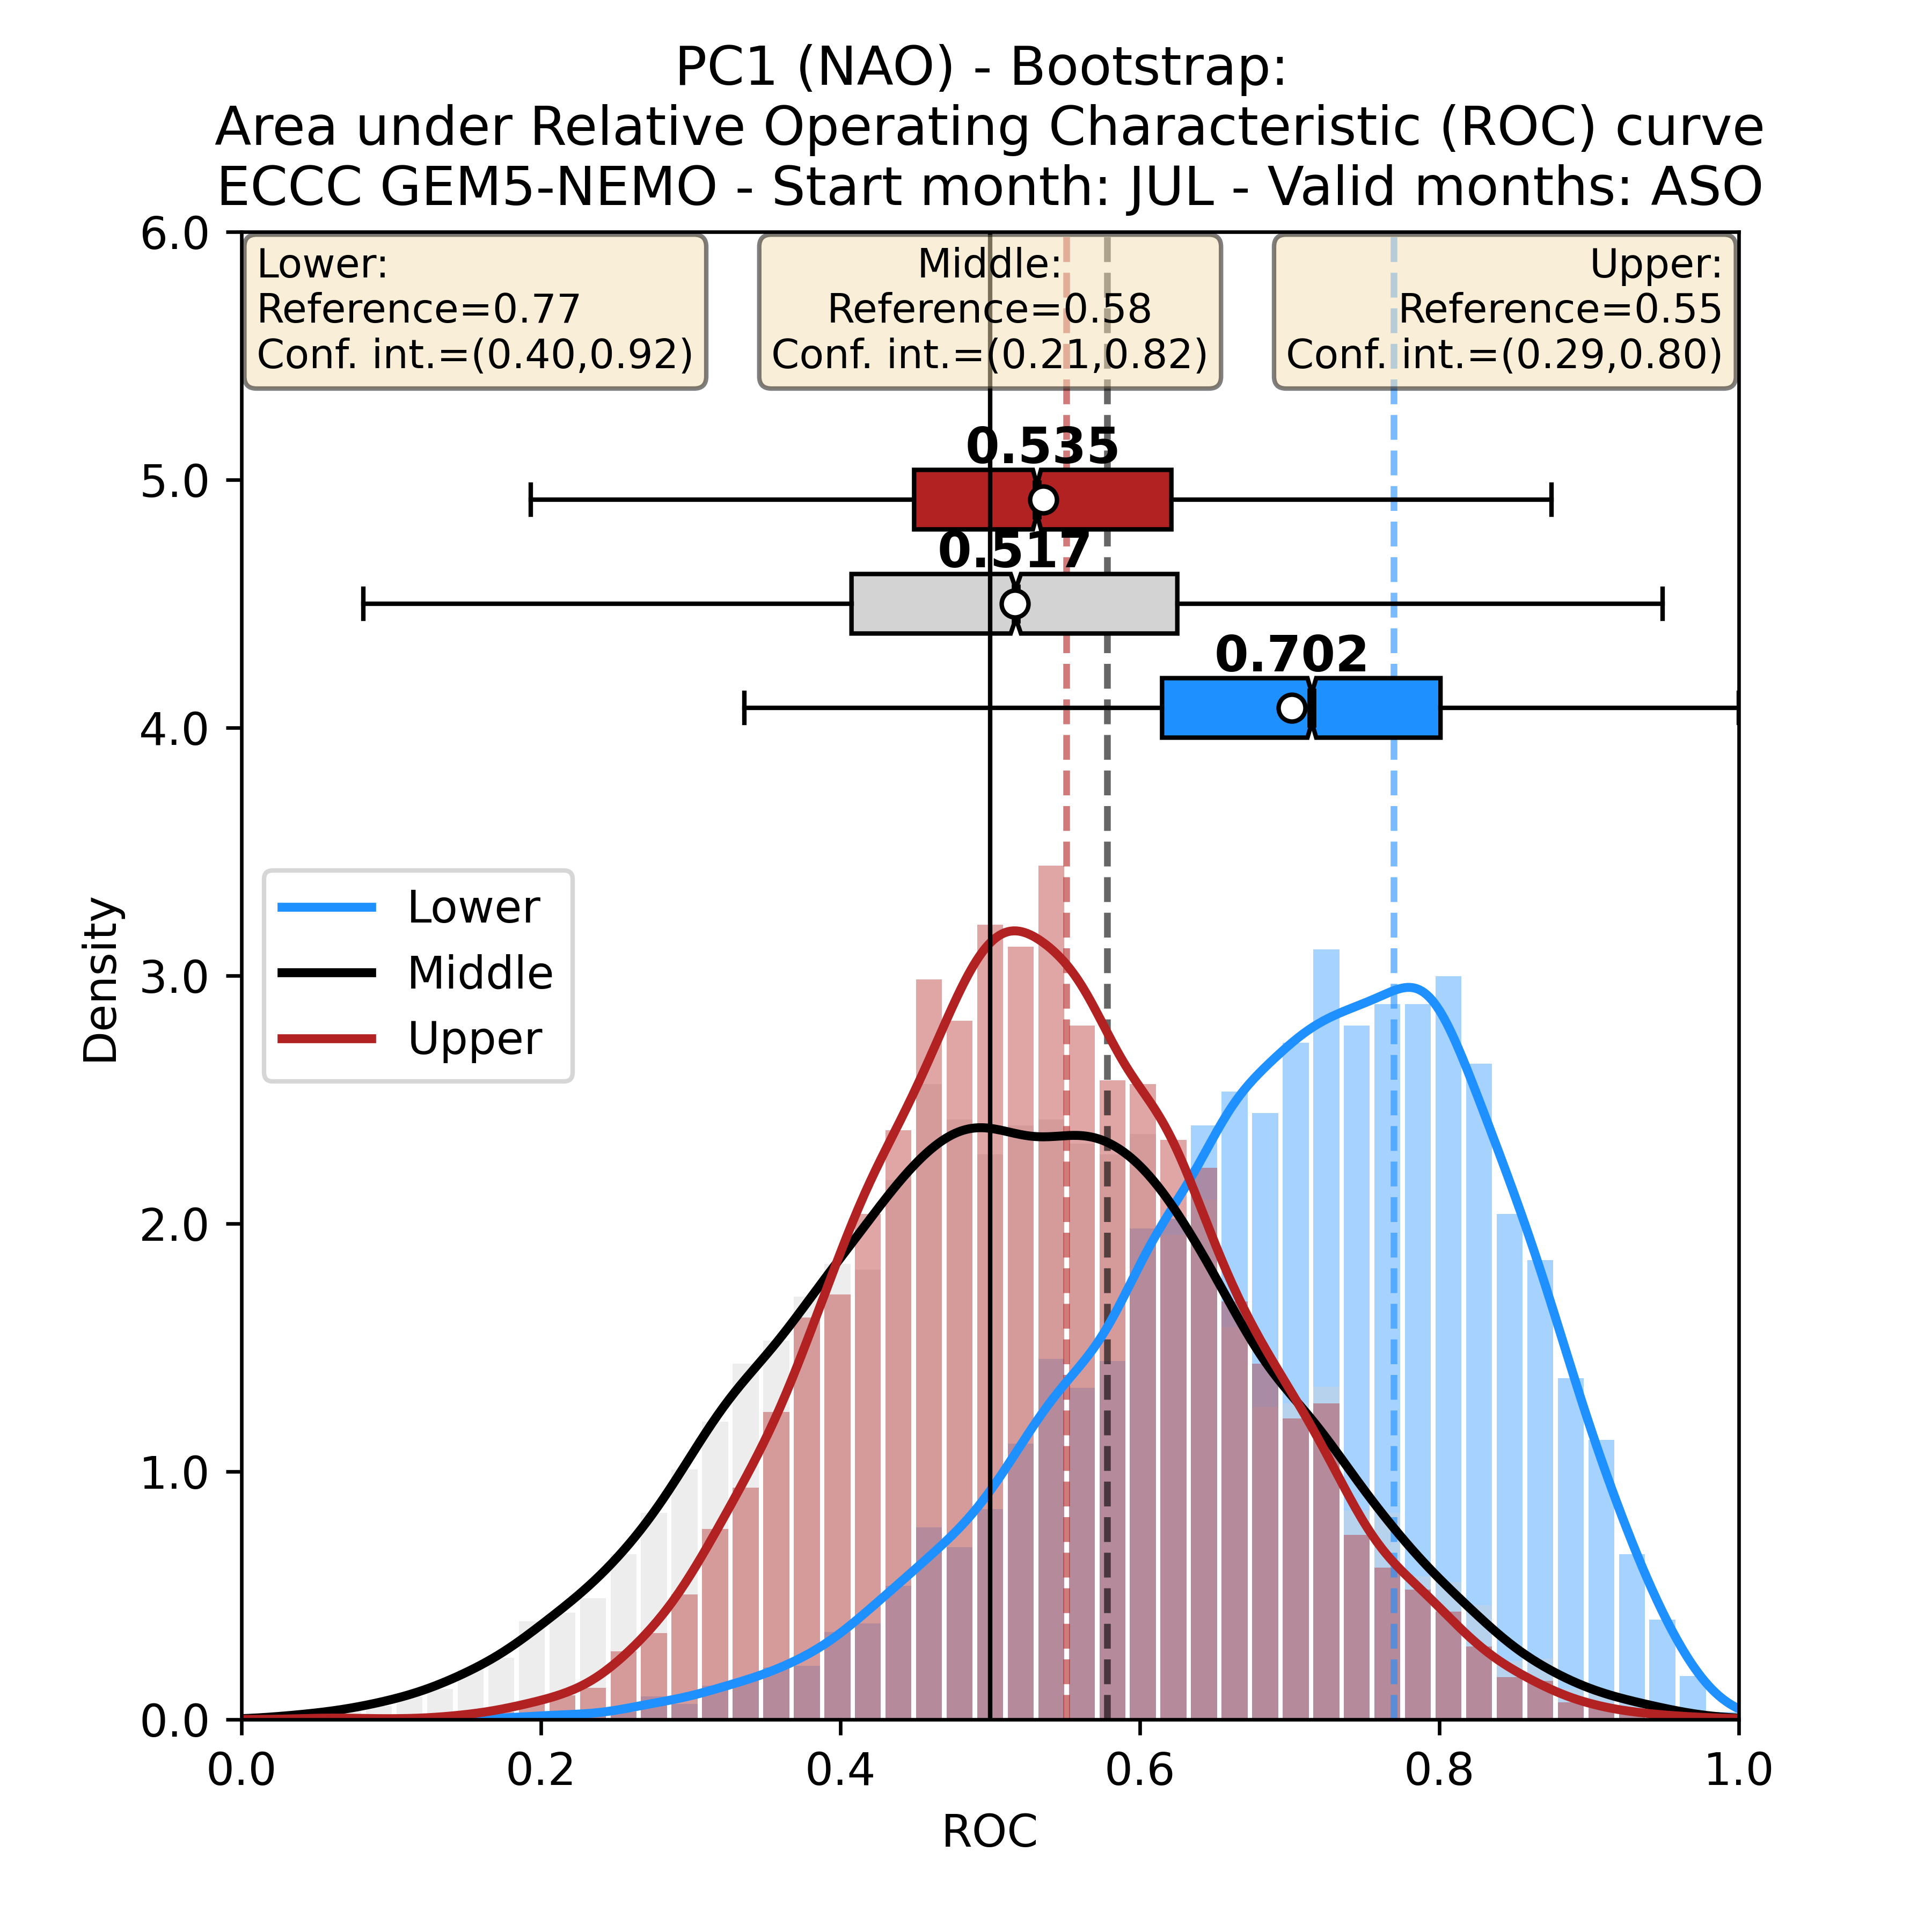 PC1 (NAO) - Bootstrap:
Area under Relative Operating Characteristic (ROC) curve
ECCC GEM5-NEMO - Start month: JUL - Valid months: ASO
Lower:
Reference=0.77
Conf. int.=(0.40,0.92)
Middle:
Reference=0.58
Conf. int.=(0.21,0.82)
Upper:
Reference=0.55
Conf. int.=(0.29,0.80)
0.535
0.517
0.702
Lower
Middle
Upper
Density
6.0
5.0
4.0
3.0
2.0
1.0
0.0
0.0 0.2 0.4 0.6 0.8 1.0
ROC